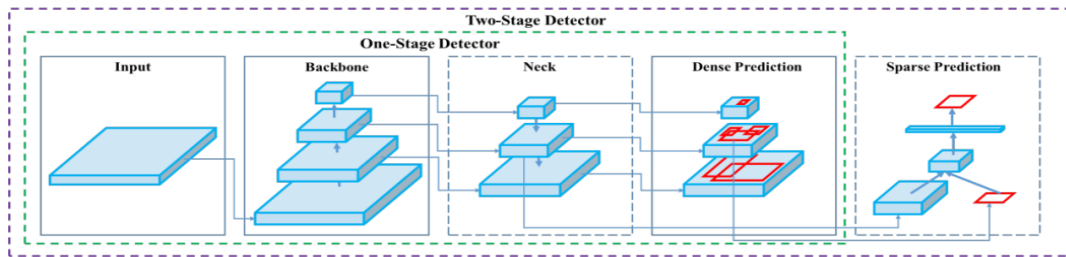 Two-Stage Detector
One-Stage Detector
Input
Backbone
Neck
Dense Prediction
Sparse Prediction